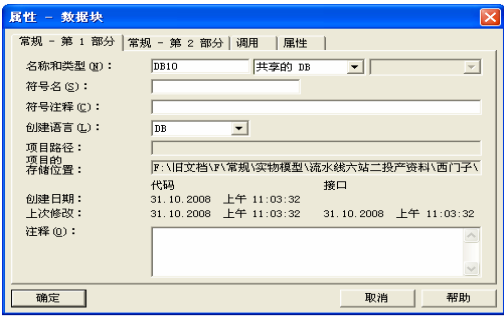 属性 - 数据块
常规 - 第 1 部分 常规 - 第 2 部分 调用 属性
名称和类型(N): DB10 共享的 DB
符号名(S):
符号注释(C):
创建语言(L): DB
项目路径:
项目的
存储位置: F:\旧文档\F\常规\实物模型\流水线六站二投产资料\西门子\
代码 接口
创建日期: 31.10.2008 上午 11:03:32
上次修改: 31.10.2008 上午 11:03:32 31.10.2008 上午 11:03:32
注释(O):
确定 取消 帮助